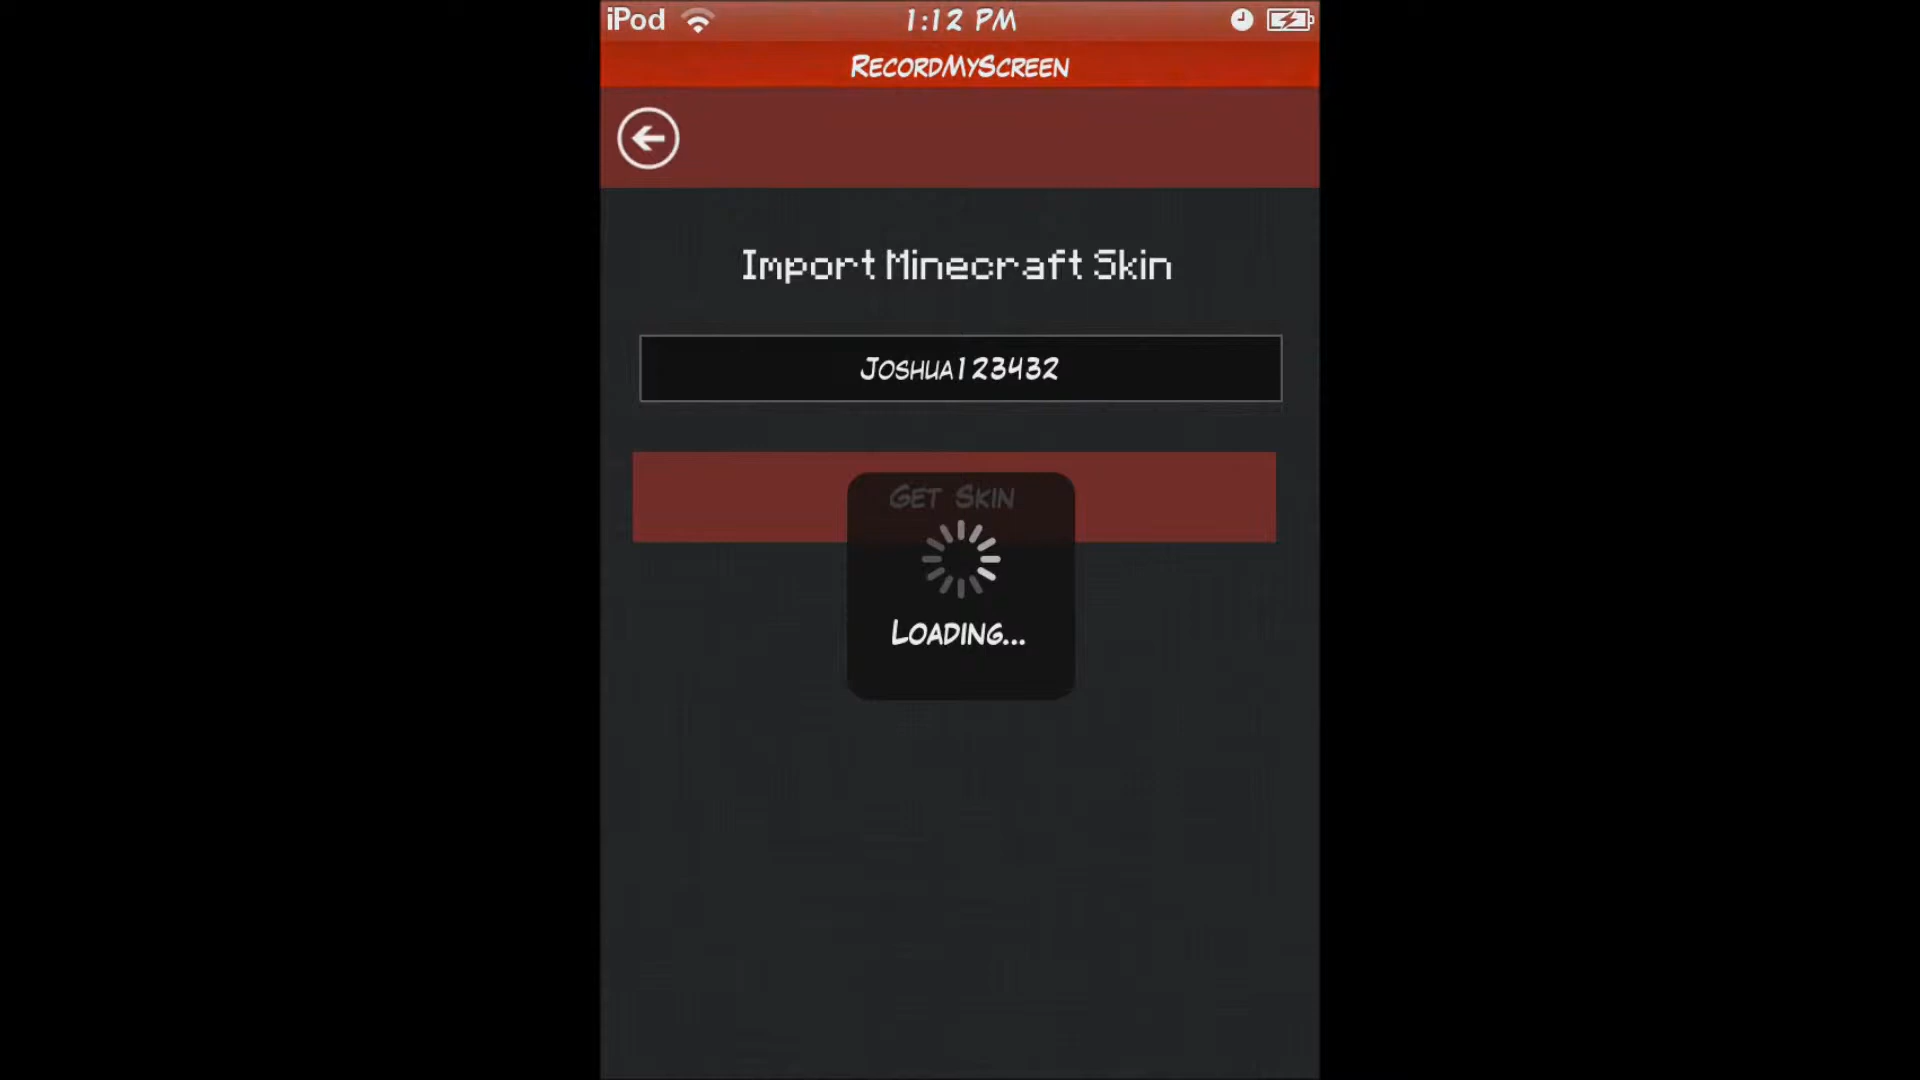 iPod 1:12 PM
RecordMyScreen
Import Minecraft Skin
Joshua123432
Get Skin
Loading...